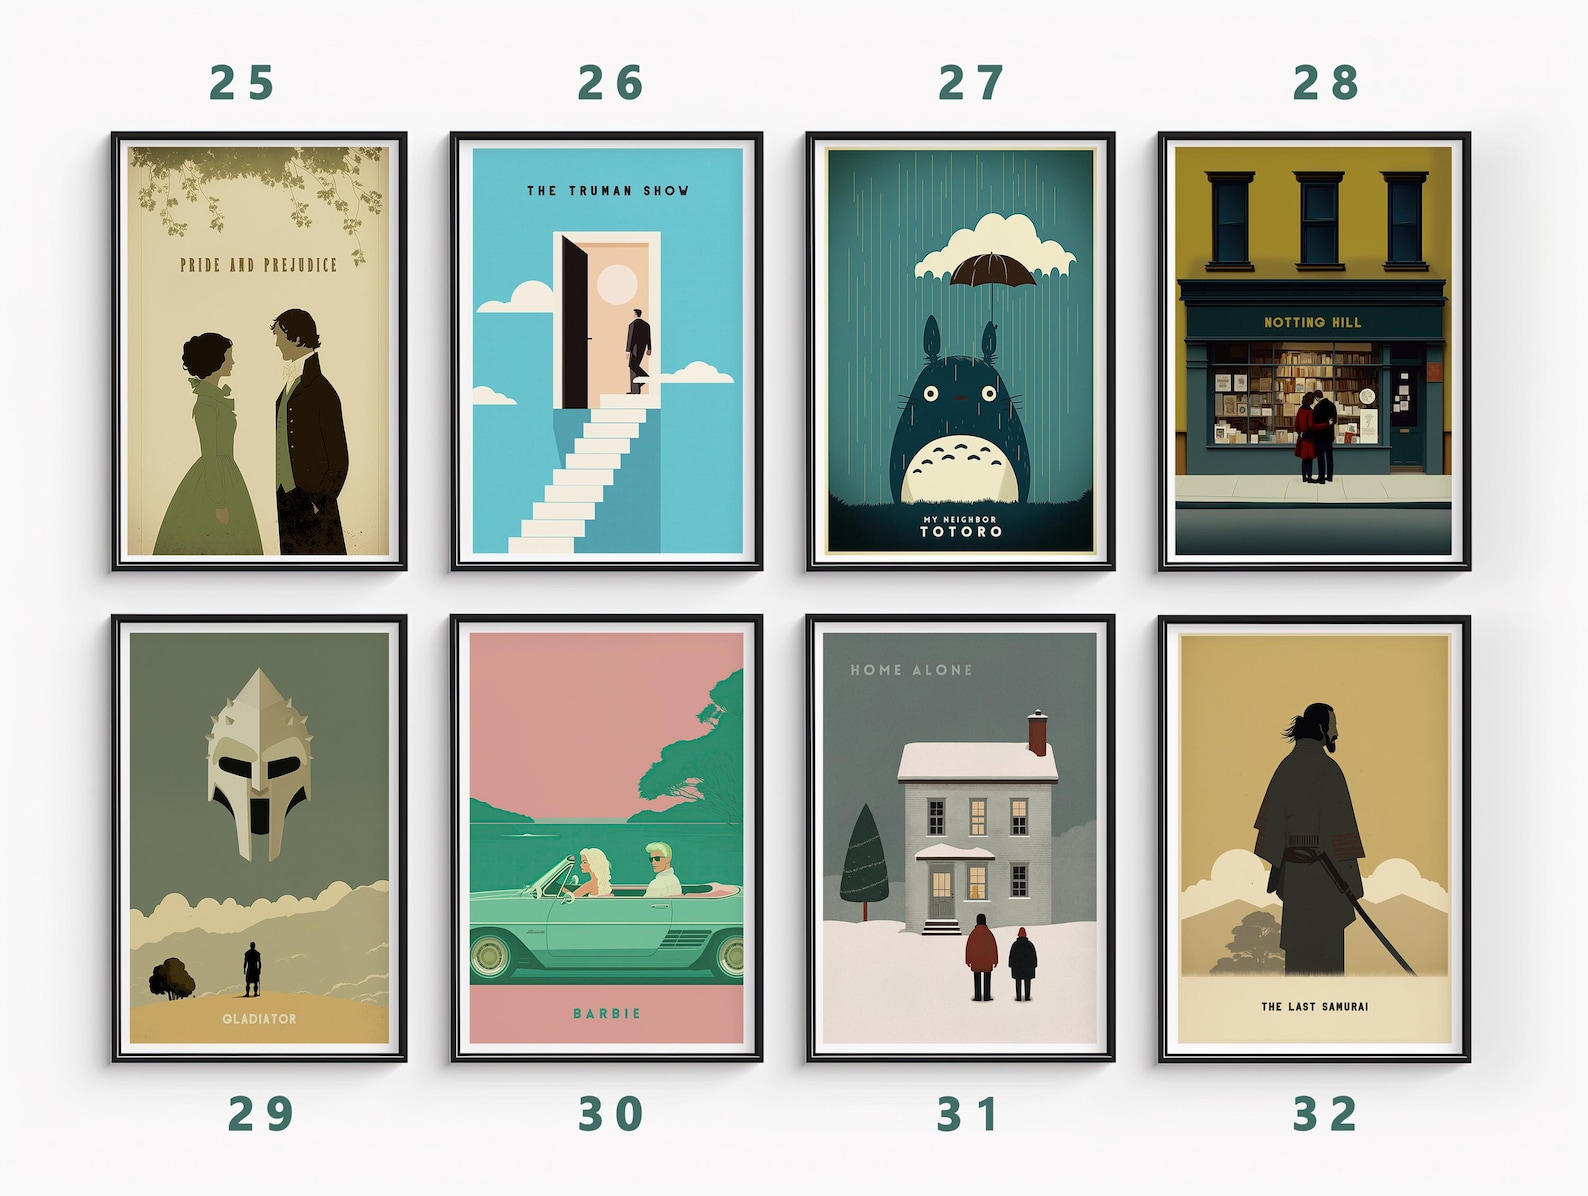 25
26
27
28
PRIDE AND PREJUDICE
THE TRUMAN SHOW
MY NEIGHBOR
TOTORO
NOTTING HILL
GLADIATOR
BARBIE
HOME ALONE
THE LAST SAMURAI
29
30
31
32